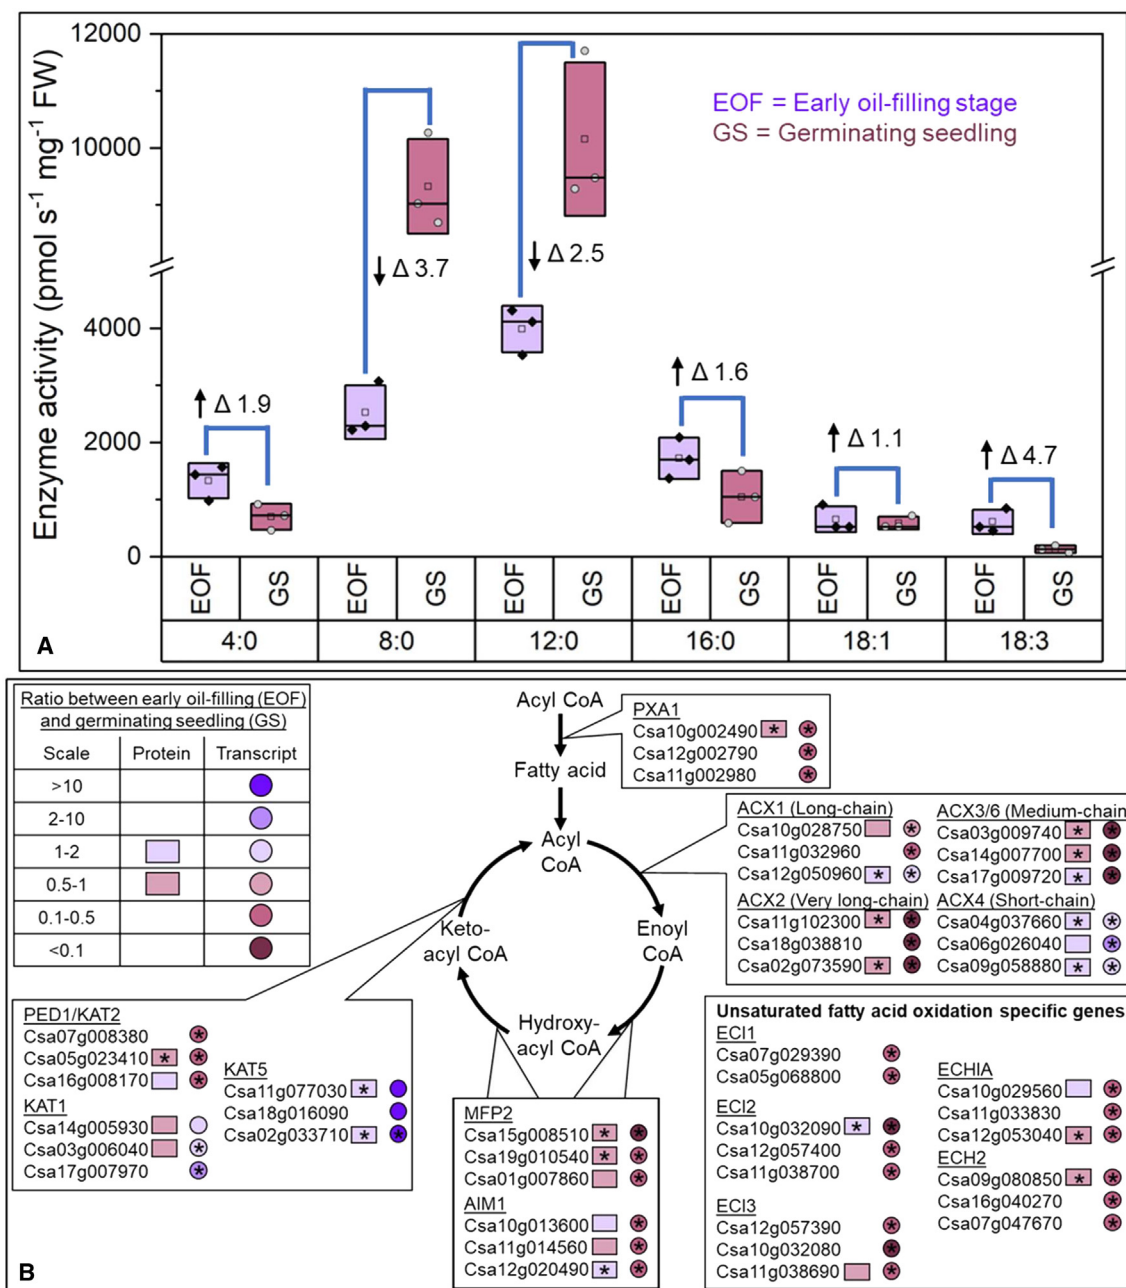 12000
10000
4000
2000
0
Enzyme activity (pmol s⁻¹ mg⁻¹ FW)
EOF = Early oil-filling stage
GS = Germinating seedling
↑ Δ 1.9
↓ Δ 3.7
↓ Δ 2.5
↑ Δ 1.6
↑ Δ 1.1
↑ Δ 4.7
EOF GS EOF GS EOF GS EOF GS EOF GS EOF GS
4:0 8:0 12:0 16:0 18:1 18:3
A
Ratio between early oil-filling (EOF)
and germinating seedling (GS)
Scale Protein Transcript
>10
2-10
1-2
0.5-1
0.1-0.5
<0.1
Acyl CoA
Fatty acid
Acyl
CoA
Enoyl
CoA
Hydroxy-
acyl CoA
Keto-
acyl CoA
PXA1
Csa10g002490 * *
Csa12g002790 *
Csa11g002980 *
ACX1 (Long-chain)
Csa10g028750 *
Csa11g032960 *
Csa12g050960 * *
ACX2 (Very long-chain)
Csa11g102300 * *
Csa18g038810 *
Csa02g073590 * *
ACX3/6 (Medium-chain
Csa03g009740 * *
Csa14g007700 * *
Csa17g009720 * *
ACX4 (Short-chain)
Csa04g037660 * *
Csa06g026040 *
Csa09g058880 * *
PED1/KAT2
Csa07g008380 *
Csa05g023410 * *
Csa16g008170 *
KAT1
Csa14g005930
Csa03g006040 *
Csa17g007970 *
KAT5
Csa11g077030 *
Csa18g016090
Csa02g033710 * *
MFP2
Csa15g008510 * *
Csa19g010540 * *
Csa01g007860 *
AIM1
Csa10g013600 *
Csa11g014560 *
Csa12g020490 * *
Unsaturated fatty acid oxidation specific genes
ECI1
Csa07g029390 *
Csa05g068800 *
ECI2
Csa10g032090 * *
Csa12g057400 *
Csa11g038700 *
ECI3
Csa12g057390 *
Csa10g032080 *
Csa11g038690 *
ECHIA
Csa10g029560 *
Csa11g033830 *
Csa12g053040 * *
ECH2
Csa09g080850 * *
Csa16g040270 *
Csa07g047670 *
B